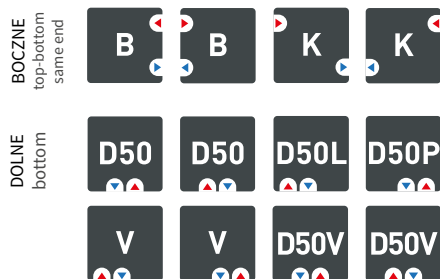 BOCZNE
top-bottom
same end
B B K K
DOLNE
bottom
D50 D50 D50L D50P
V V D50V D50V